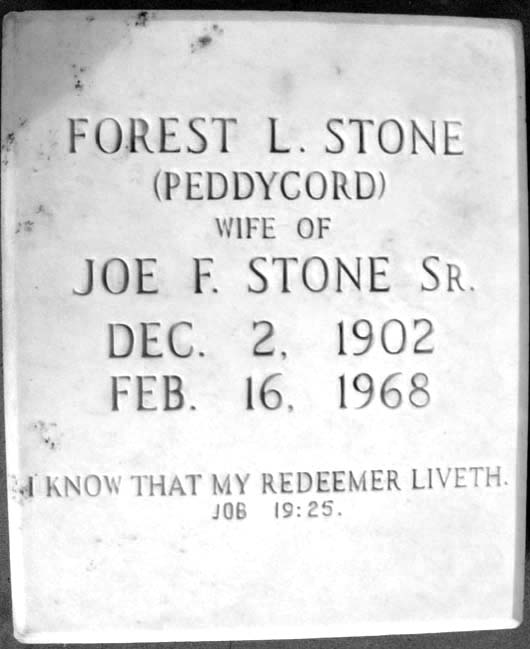 FOREST L. STONE
(PEDDYCORD)
WIFE OF
JOE F. STONE SR.
DEC. 2, 1902
FEB. 16, 1968
I KNOW THAT MY REDEEMER LIVETH.
JOB 19:25.